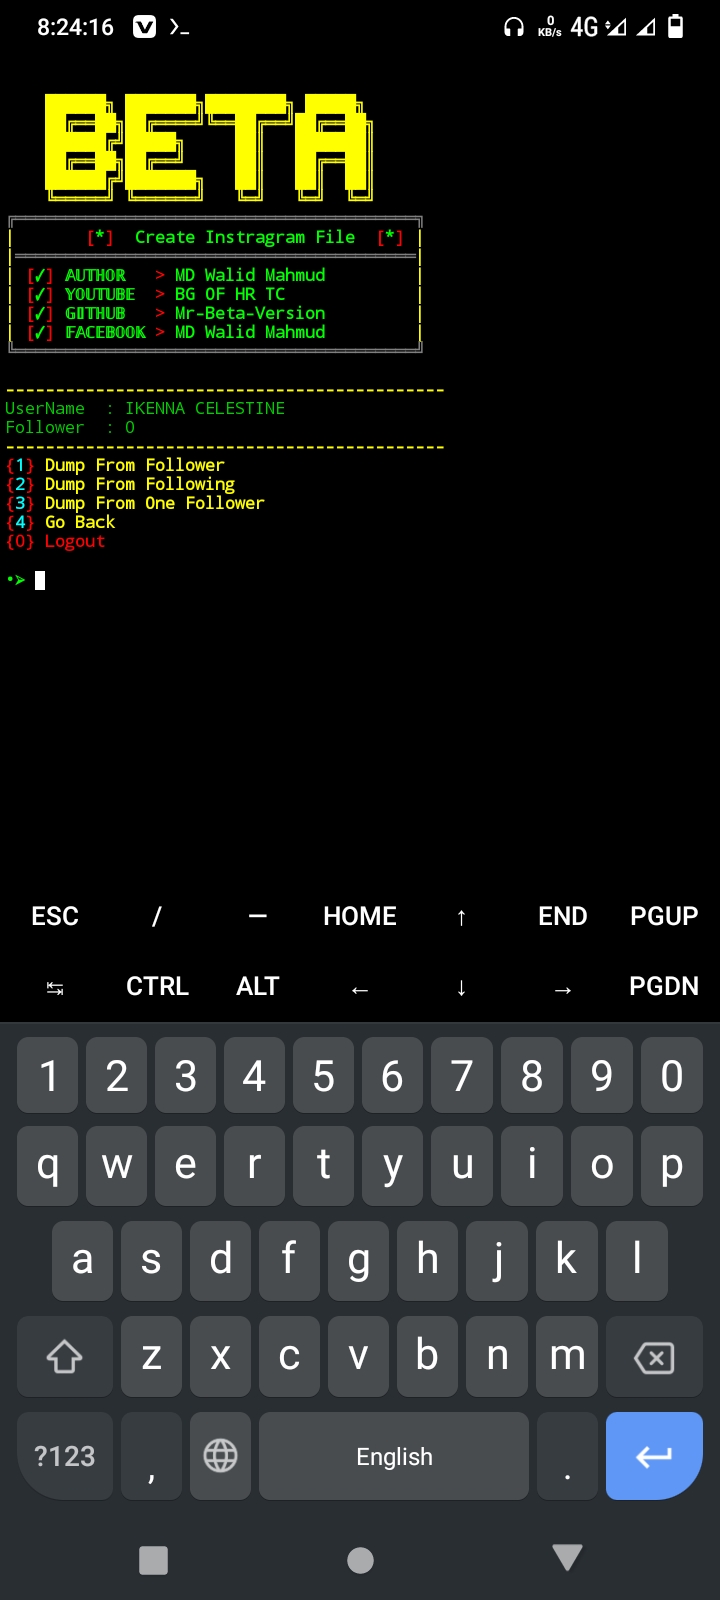 8:24:16 0 KB/s 4G
BETA
[*] Create Instragram File [*]
[✓] 𝔸𝕌𝕋ℍ𝕆ℝ > MD Walid Mahmud
[✓] 𝕐𝕆𝕌𝕋𝕌𝔹𝔼 > BG OF HR TC
[✓] 𝔾𝕀𝕋ℍ𝕌𝔹 > Mr-Beta-Version
[✓] 𝔽𝔸ℂ𝔼𝔹𝕆𝕆𝕂 > MD Walid Mahmud
UserName : IKENNA CELESTINE
Follower : 0
{1} Dump From Follower
{2} Dump From Following
{3} Dump From One Follower
{4} Go Back
{0} Logout
•➢
ESC / — HOME ↑ END PGUP
↹ CTRL ALT ← ↓ → PGDN
1 2 3 4 5 6 7 8 9 0
q w e r t y u i o p
a s d f g h j k l
z x c v b n m
?123 , English .